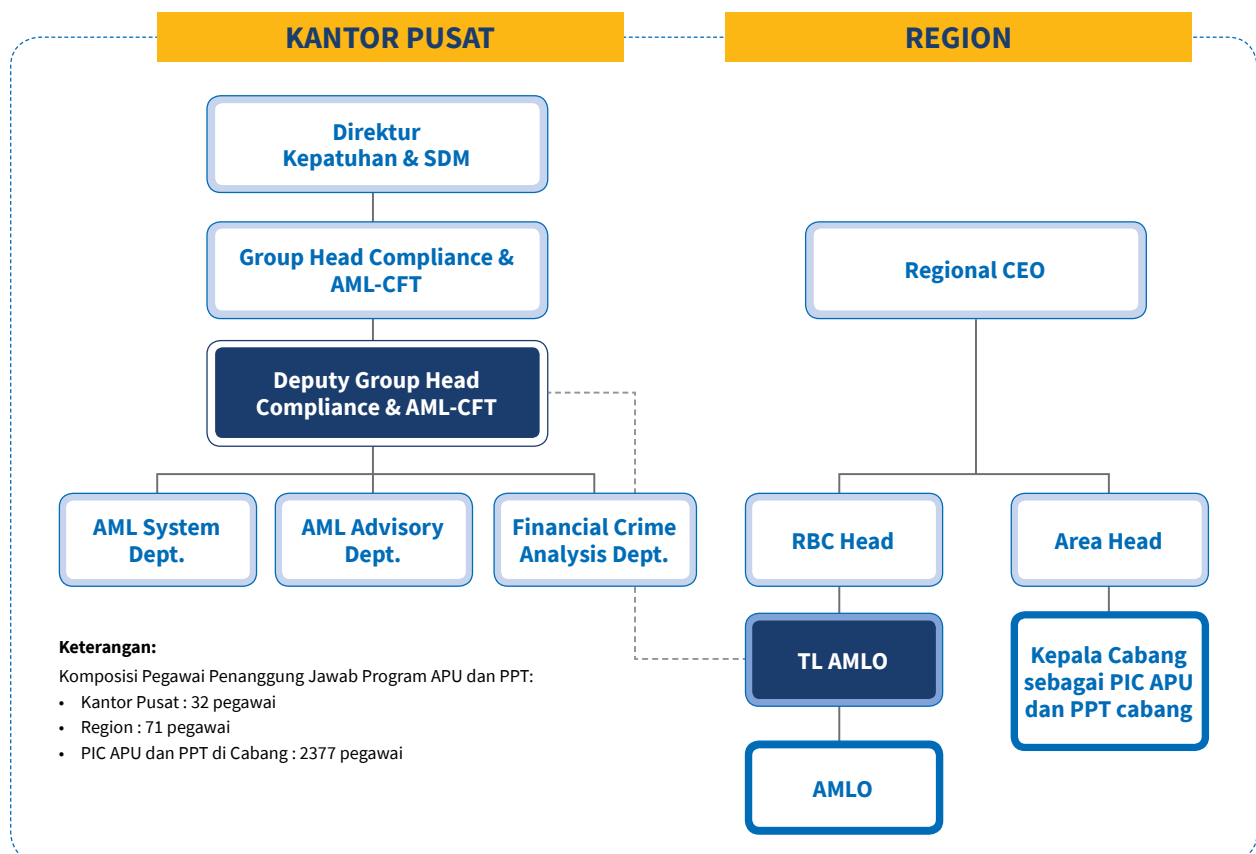 KANTOR PUSAT
REGION
Direktur
Kepatuhan & SDM
Group Head Compliance &
AML-CFT
Regional CEO
Deputy Group Head
Compliance & AML-CFT
AML System
Dept.
AML Advisory
Dept.
Financial Crime
Analysis Dept.
RBC Head
Area Head
TL AMLO
Kepala Cabang
sebagai PIC APU
dan PPT cabang
AMLO
Keterangan:
Komposisi Pegawai Penanggung Jawab Program APU dan PPT:
• Kantor Pusat : 32 pegawai
• Region : 71 pegawai
• PIC APU dan PPT di Cabang : 2377 pegawai